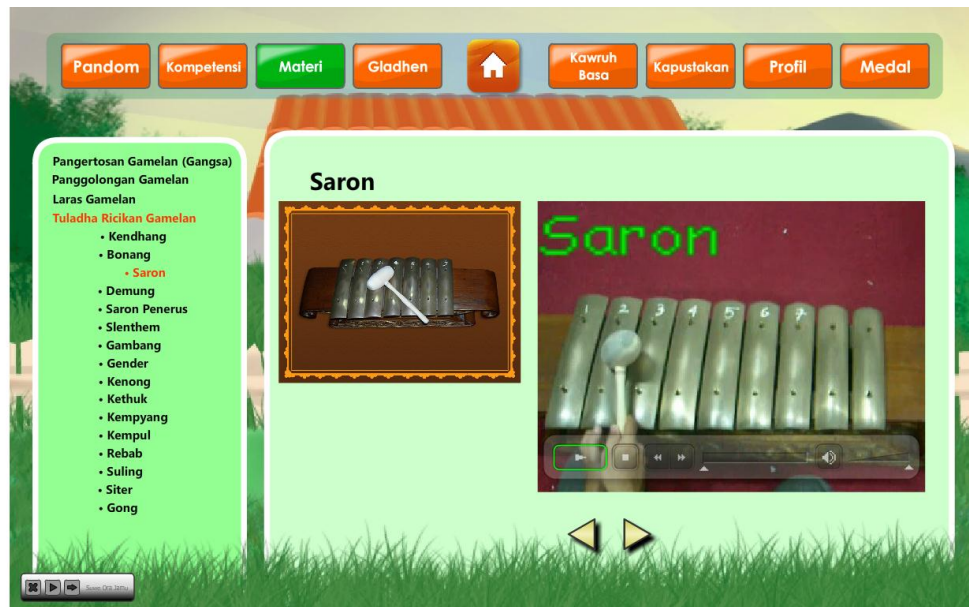 Pandom
Kompetensi
Materi
Gladhen
Kawruh
Basa
Kapustakan
Profil
Medal
Pangertosan Gamelan (Gangsa)
Panggolongan Gamelan
Laras Gamelan
Tuladha Ricikan Gamelan
• Kendhang
• Bonang
• Saron
• Demung
• Saron Penerus
• Slenthem
• Gambang
• Gender
• Kenong
• Kethuk
• Kempyang
• Kempul
• Rebab
• Suling
• Siter
• Gong
Saron
Saron
1 2 3 4 5 6 7